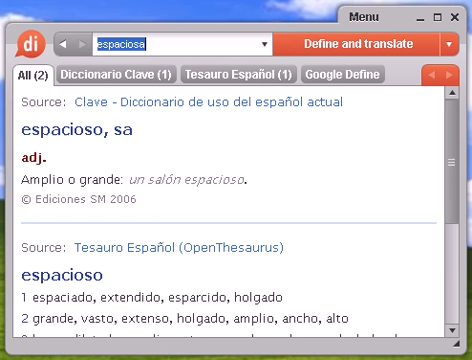 Menu
di
espaciosa
Define and translate
All (2)
Diccionario Clave (1)
Tesauro Español (1)
Google Define
Source: Clave - Diccionario de uso del español actual
espacioso, sa
adj.
Amplio o grande: un salón espacioso.
© Ediciones SM 2006
Source: Tesauro Español (OpenThesaurus)
espacioso
1 espaciado, extendido, esparcido, holgado
2 grande, vasto, extenso, holgado, amplio, ancho, alto